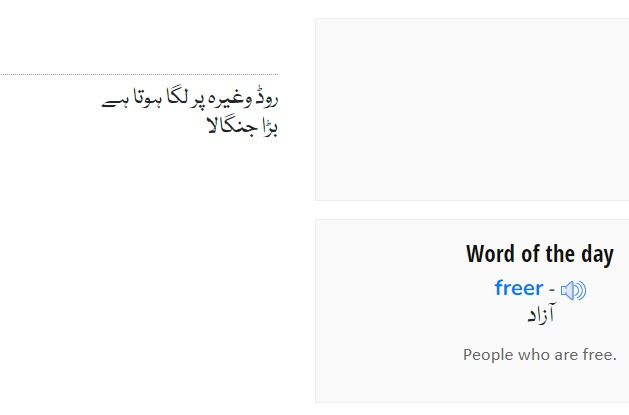 روڈ وغیرہ پر لگا ہوتا ہے
بڑا جنگالا
Word of the day
freer -
آزاد
People who are free.